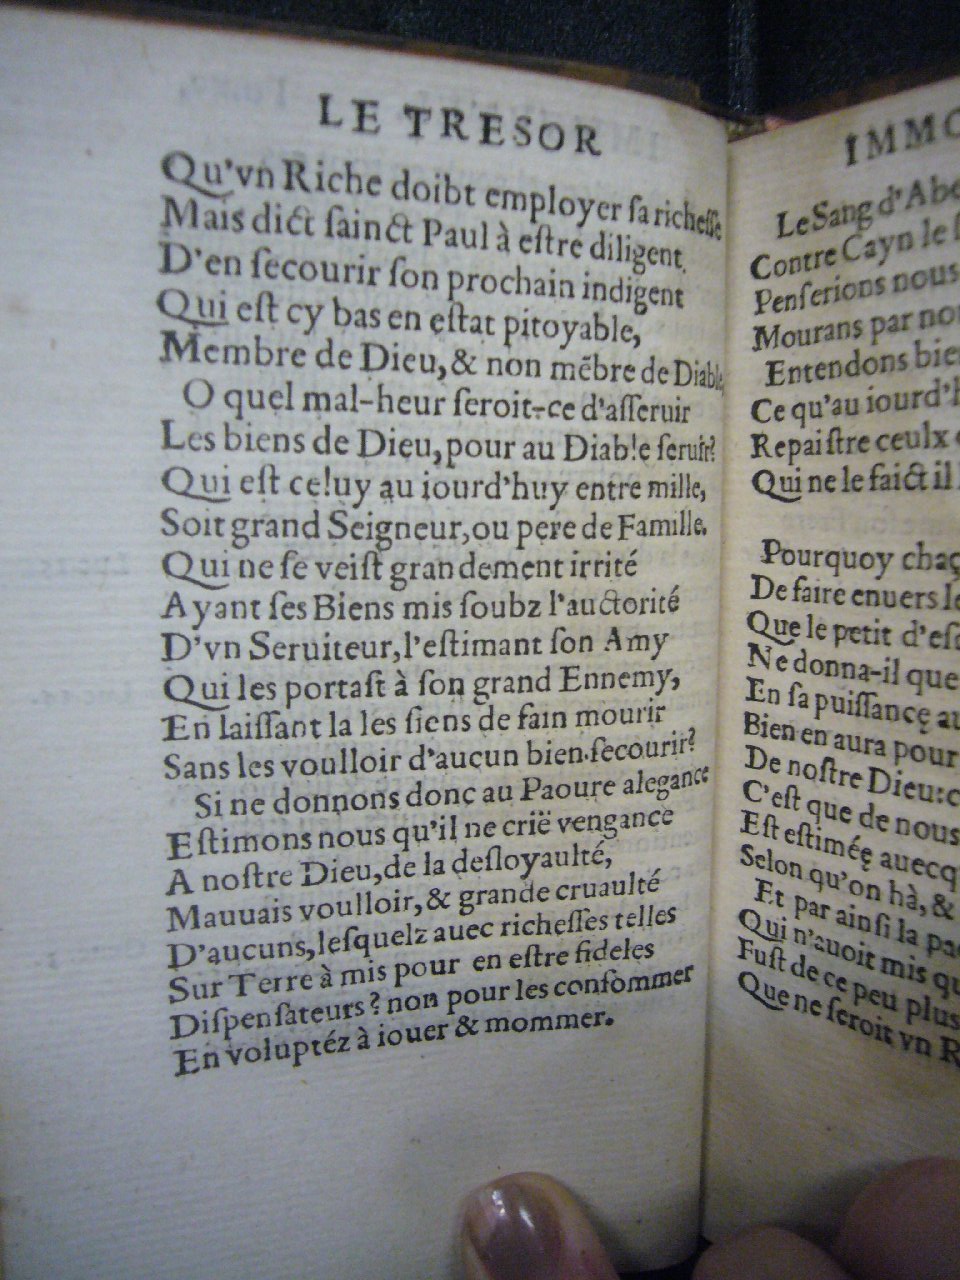 LE TRESOR
Qu'vn Riche doibt employer sa richesse
Mais dict sainct Paul à estre diligent
D'en secourir son prochain indigent
Qui est cy bas en estat pitoyable,
Membre de Dieu, & non mẽbre de Diable,
O quel mal-heur seroit-ce d'asseruir
Les biens de Dieu, pour au Diable seruir?
Qui est celuy au iourd'huy entre mille,
Soit grand Seigneur, ou pere de Famille.
Qui ne se veist grandement irrité
Ayant ses Biens mis soubz l'auctorité
D'vn Seruiteur, l'estimant son Amy
Qui les portast à son grand Ennemy,
En laissant la les siens de fain mourir
Sans les voulloir d'aucun bien secourir?
Si ne donnons donc au Paoure alegance
Estimons nous qu'il ne crië vengance
A nostre Dieu, de la desloyaulté,
Mauuais voulloir, & grande cruaulté
D'aucuns, lesquelz auec richesses telles
Sur Terre à mis pour en estre fideles
Dispensateurs? non pour les consommer
En voluptéz à iouer & mommer.
IMMO
Le Sang d'Abe
Contre Cayn le
Penserions nous
Mourans par no
Entendons bie
Ce qu'au iourd'h
Repaistre ceulx
Qui ne le faict il
Pourquoy chaç
De faire enuers le
Que le petit d'es
Ne donna-il que
En sa puissance au
Bien en aura pour
De nostre Dieu: c
C'est que de nous
Est estimée auecq
Selon qu'on hà, &
Et par ainsi la pa
Qui n'auoit mis qu
Fust de ce peu plus
Que ne seroit vn R